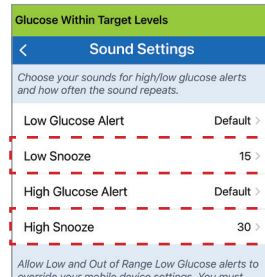 Glucose Within Target Levels
Sound Settings
Choose your sounds for high/low glucose alerts
and how often the sound repeats.
Low Glucose Alert Default
Low Snooze 15
High Glucose Alert Default
High Snooze 30
Allow Low and Out of Range Low Glucose alerts to
override your mobile device settings. You must